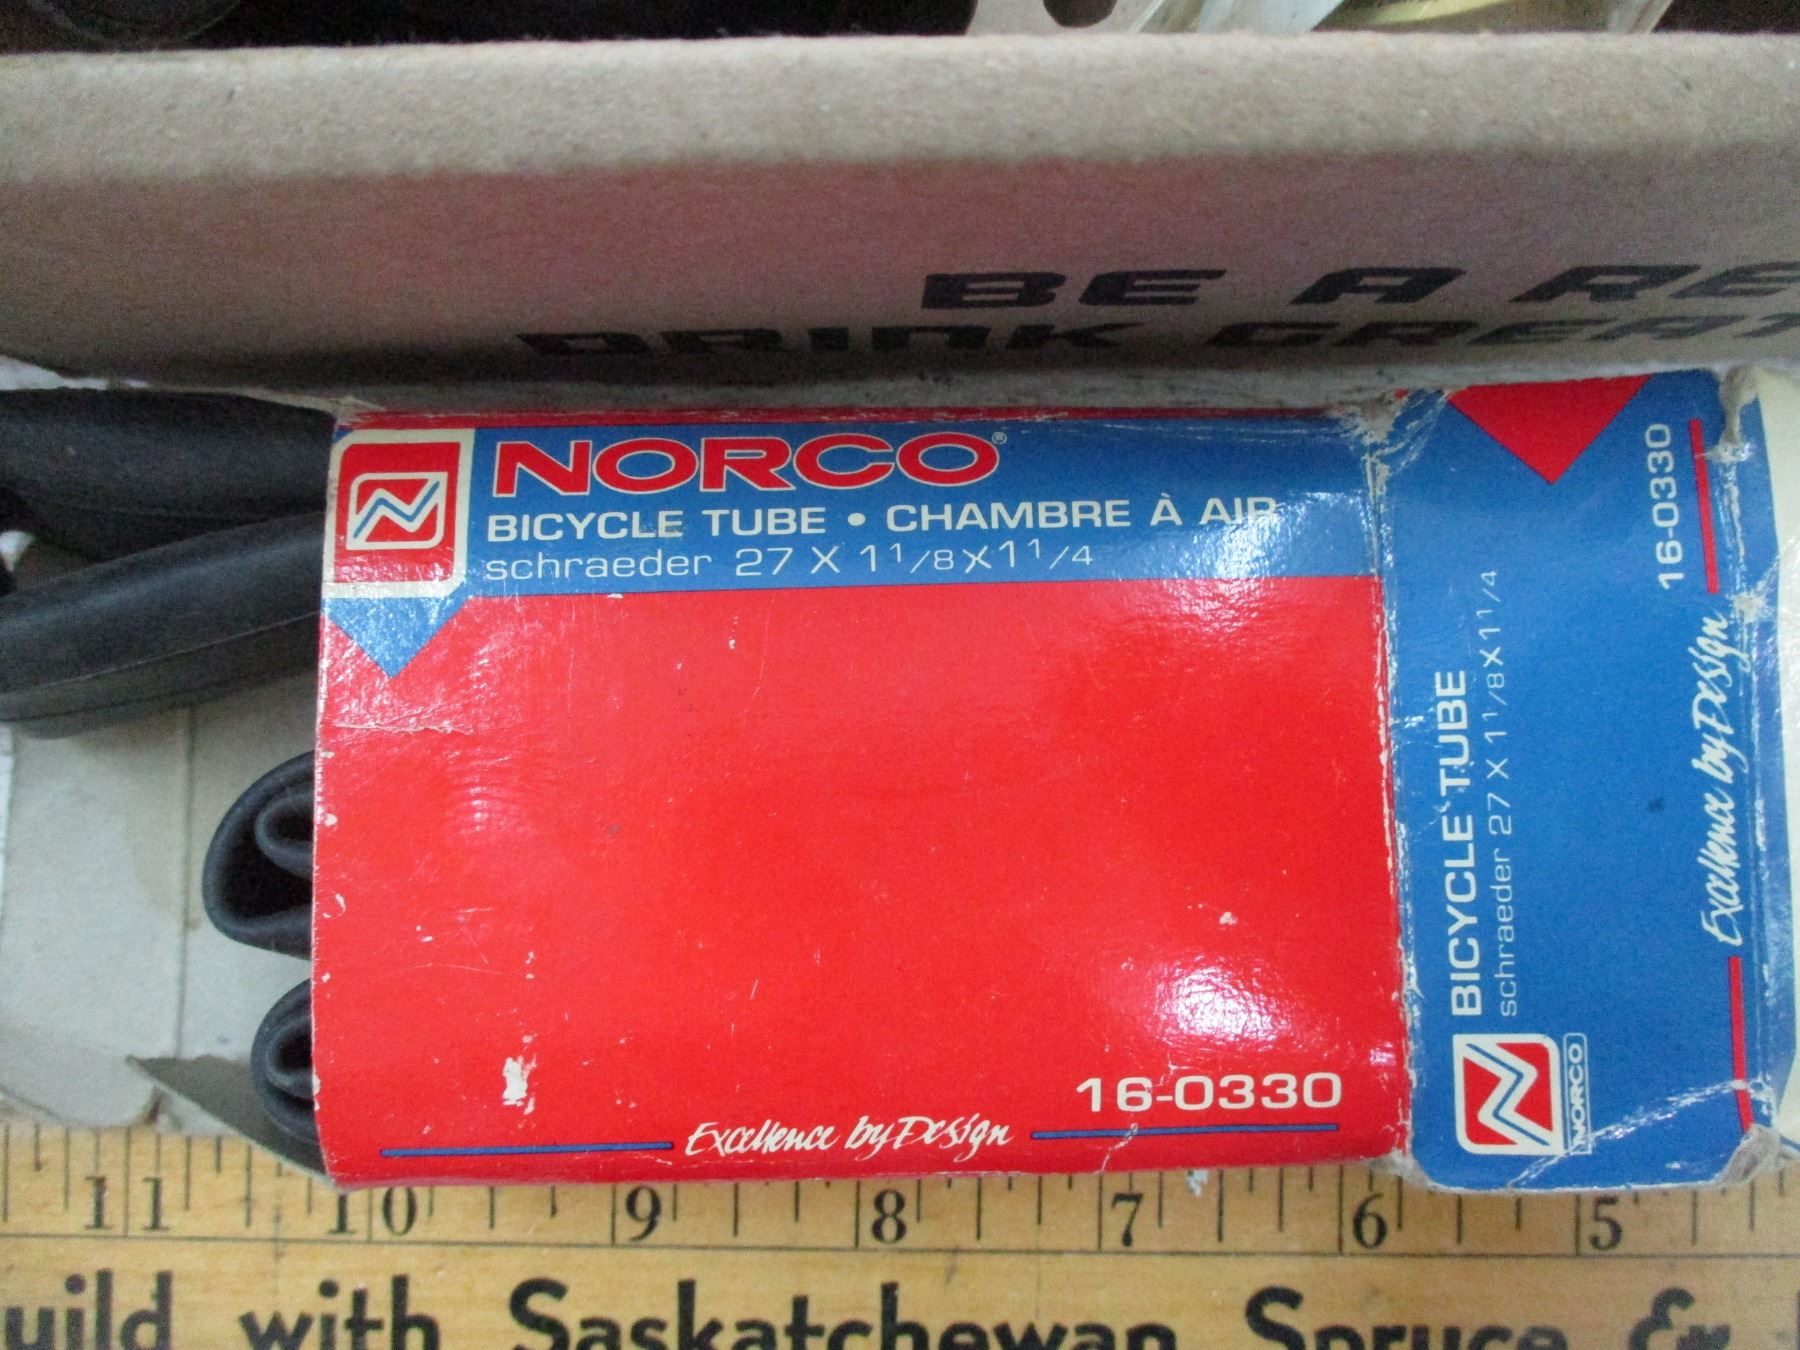 BE A RE
DRINK GREAT
NORCO®
BICYCLE TUBE • CHAMBRE À AIR
schraeder 27 X 1 1/8 X 1 1/4
16-0330
Excellence by Design
BICYCLE TUBE
schraeder 27 X 1 1/8 X 1 1/4
NORCO
16-0330
Excellence by Design
11 10 9 8 7 6 5
uild with Saskatchewan Spruce &